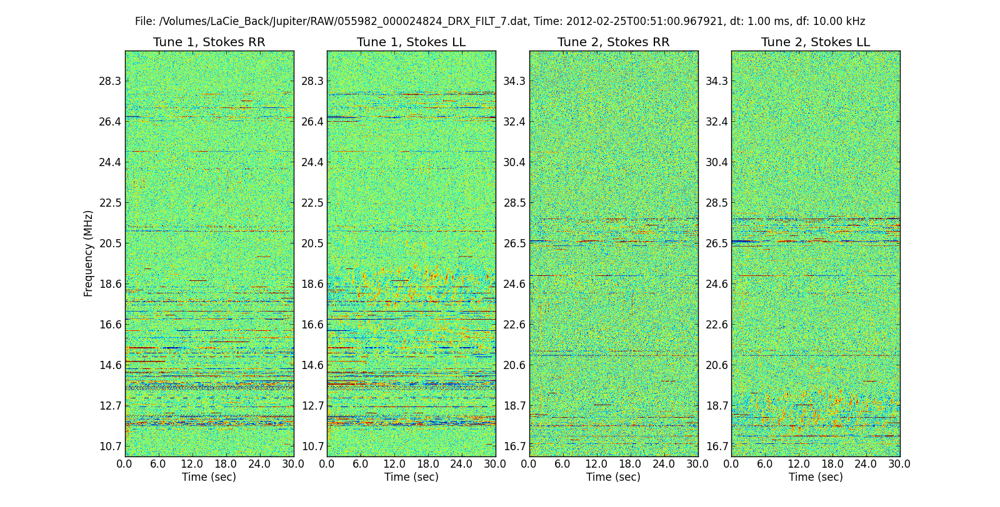 File: /Volumes/LaCie_Back/Jupiter/RAW/055982_000024824_DRX_FILT_7.dat, Time: 2012-02-25T00:51:00.967921, dt: 1.00 ms, df: 10.00 kHz
Tune 1, Stokes RR
Tune 1, Stokes LL
Tune 2, Stokes RR
Tune 2, Stokes LL
28.3
26.4
24.4
22.5
20.5
18.6
16.6
14.6
12.7
10.7
Frequency (MHz)
0.0 6.0 12.0 18.0 24.0 30.0
Time (sec)
28.3
26.4
24.4
22.5
20.5
18.6
16.6
14.6
12.7
10.7
0.0 6.0 12.0 18.0 24.0 30.0
Time (sec)
34.3
32.4
30.4
28.5
26.5
24.6
22.6
20.6
18.7
16.7
0.0 6.0 12.0 18.0 24.0 30.0
Time (sec)
34.3
32.4
30.4
28.5
26.5
24.6
22.6
20.6
18.7
16.7
0.0 6.0 12.0 18.0 24.0 30.0
Time (sec)